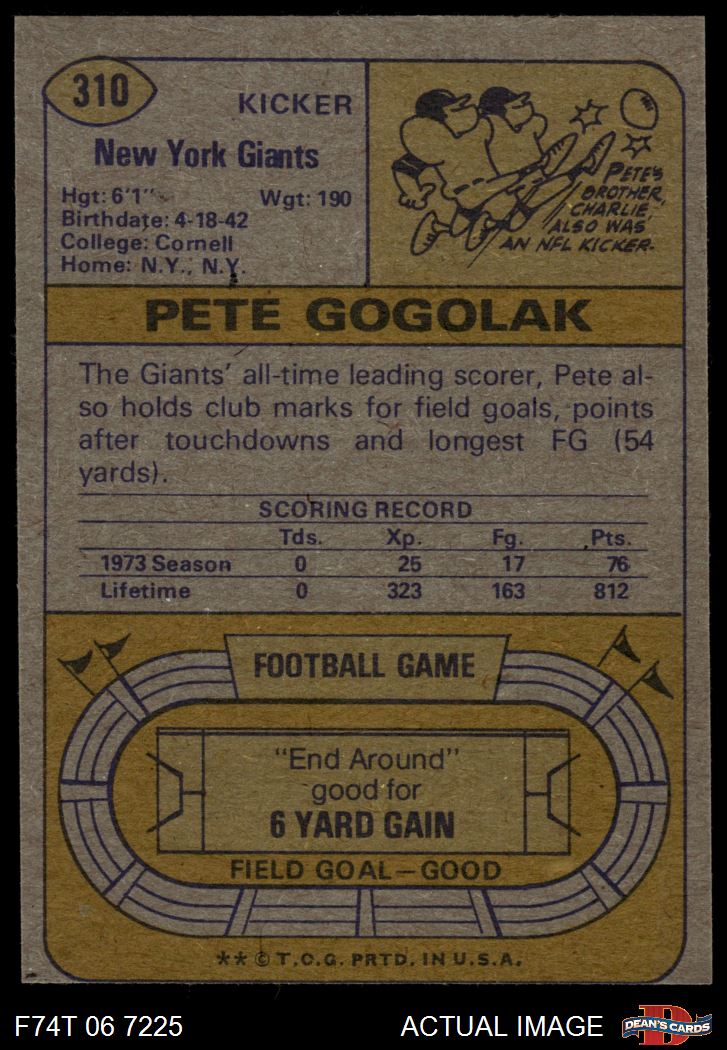 310
KICKER
New York Giants
Hgt: 6'1" Wgt: 190
Birthdate: 4-18-42
College: Cornell
Home: N.Y., N.Y.
PETE'S
BROTHER,
CHARLIE,
ALSO WAS
AN NFL KICKER.
PETE GOGOLAK
The Giants' all-time leading scorer, Pete al-
so holds club marks for field goals, points
after touchdowns and longest FG (54
yards).
SCORING RECORD
Tds. Xp. Fg. Pts.
1973 Season 0 25 17 76
Lifetime 0 323 163 812
FOOTBALL GAME
"End Around"
good for
6 YARD GAIN
FIELD GOAL—GOOD
** © T.C.G. PRTD. IN U.S.A.
F74T 06 7225 ACTUAL IMAGE
D
DEAN'S CARDS